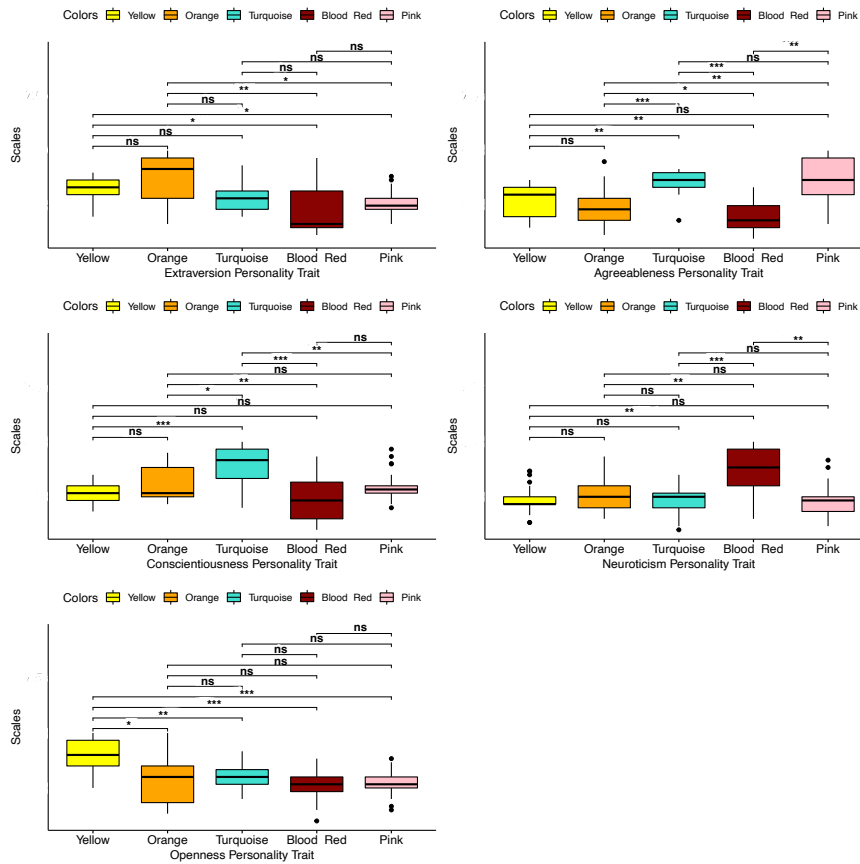 Colors Yellow Orange Turquoise Blood Red Pink
ns
ns
ns
*
**
ns
*
*
ns
ns
Scales
Yellow Orange Turquoise Blood Red Pink
Extraversion Personality Trait
Colors Yellow Orange Turquoise Blood Red Pink
**
ns
***
**
*
***
ns
**
**
ns
Scales
Yellow Orange Turquoise Blood Red Pink
Agreeableness Personality Trait
Colors Yellow Orange Turquoise Blood Red Pink
ns
**
***
ns
**
*
ns
ns
***
ns
Scales
Yellow Orange Turquoise Blood Red Pink
Conscientiousness Personality Trait
Colors Yellow Orange Turquoise Blood Red Pink
**
ns
***
ns
**
ns
ns
**
ns
ns
Scales
Yellow Orange Turquoise Blood Red Pink
Neuroticism Personality Trait
Colors Yellow Orange Turquoise Blood Red Pink
ns
ns
ns
ns
ns
ns
***
***
**
*
Scales
Yellow Orange Turquoise Blood Red Pink
Openness Personality Trait